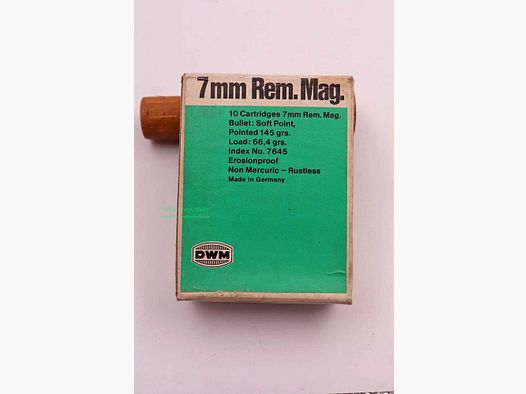 7mm Rem. Mag.
10 Cartridges 7mm Rem. Mag.
Bullet: Soft Point,
Pointed 145 grs.
Load: 66,4 grs.
Index No. 7645
Erosionproof
Non Mercuric – Rustless
Made in Germany
DWM